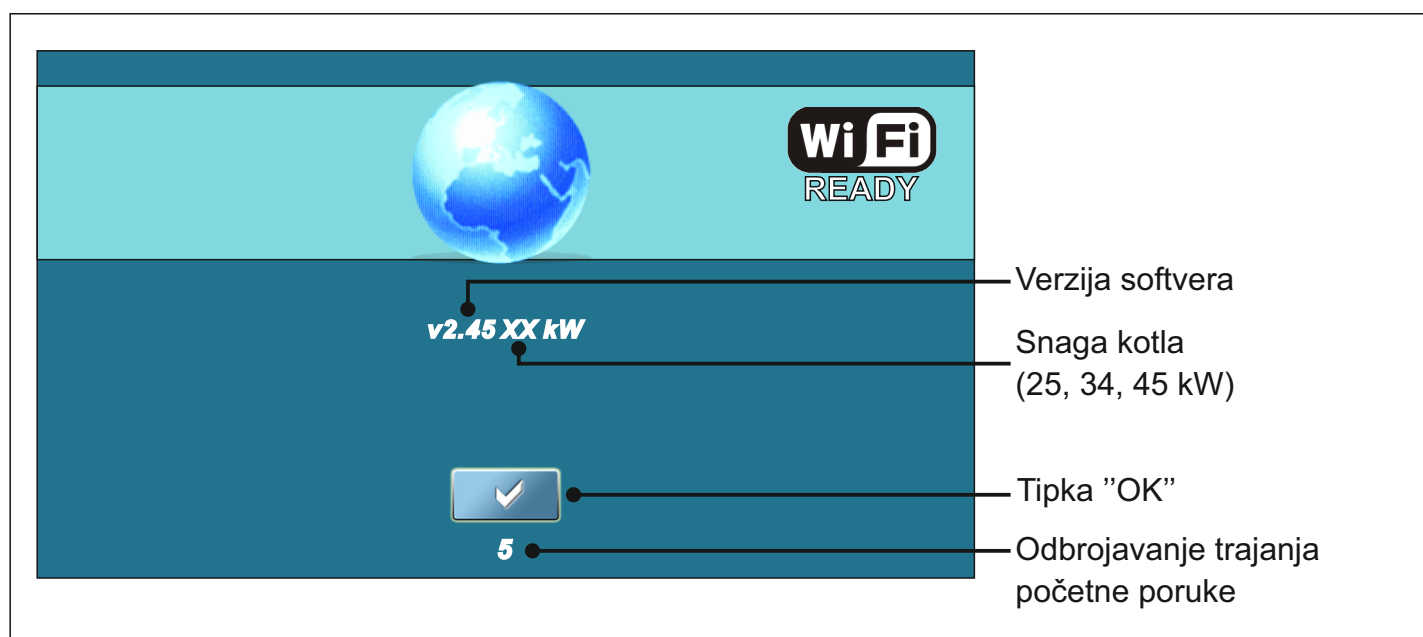 Wi Fi
READY
Verzija softvera
v2.45 XX kW
Snaga kotla
(25, 34, 45 kW)
Tipka ’’OK’’
5
Odbrojavanje trajanja
početne poruke